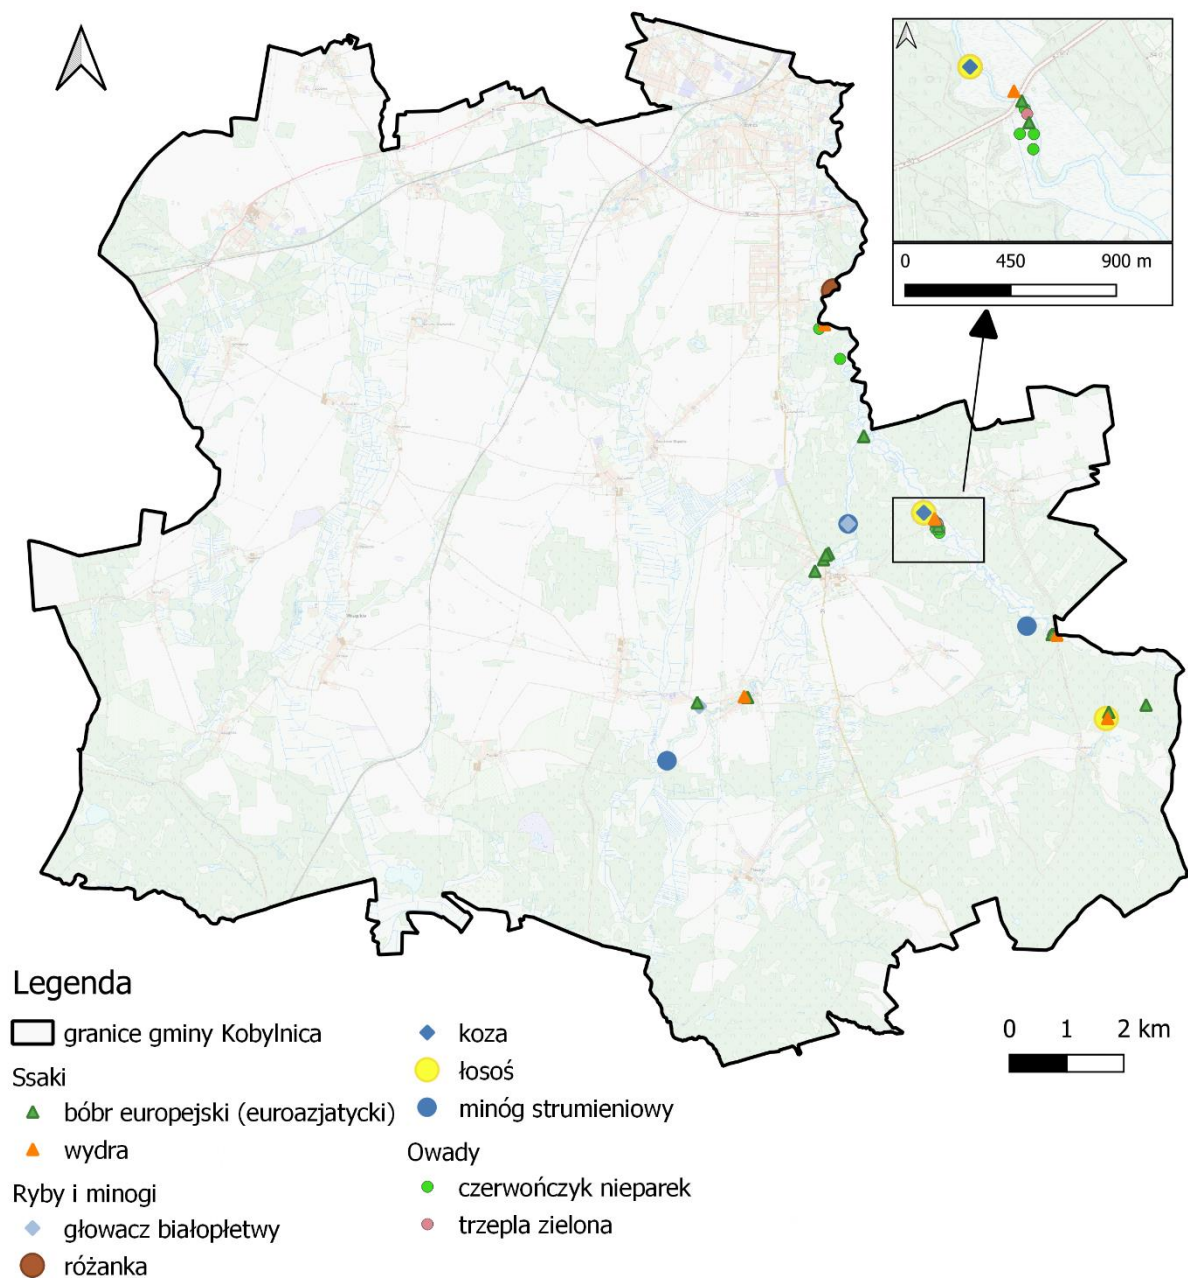 0 450 900 m
Legenda
granice gminy Kobylnica
Ssaki
bóbr europejski (euroazjatycki)
wydra
Ryby i minogi
głowacz białopłetwy
różanka
koza
łosoś
minóg strumieniowy
Owady
czerwończyk nieparek
trzepla zielona
0 1 2 km